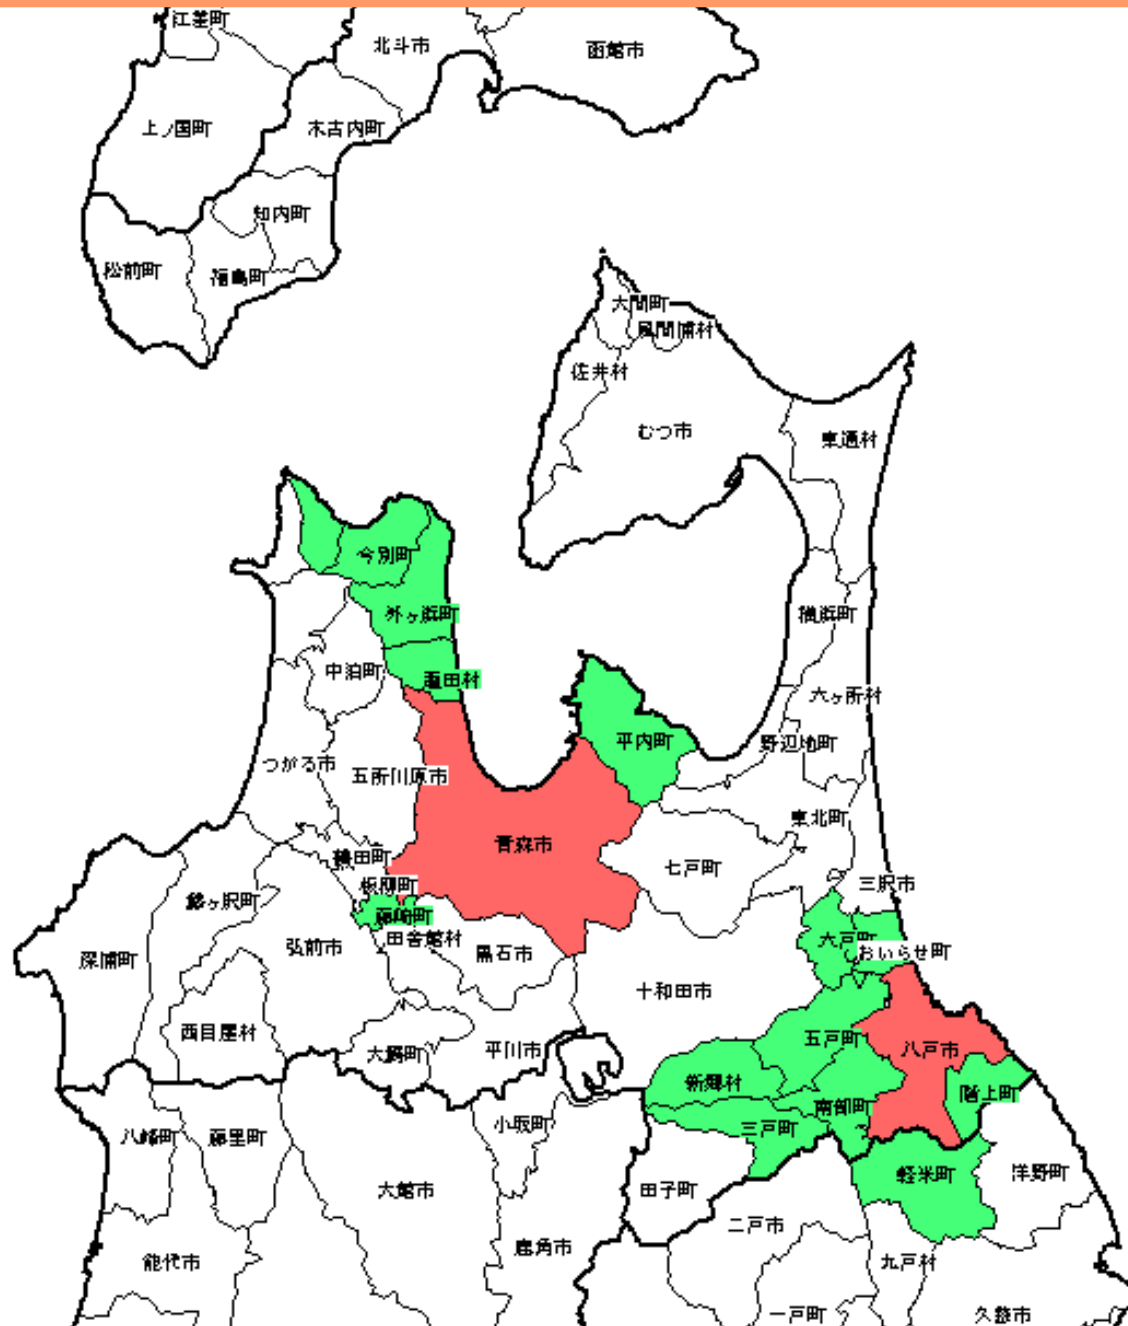 江差町
北斗市
函館市
上ノ国町
木古内町
知内町
松前町
福島町
大間町
風間浦村
佐井村
むつ市
東通村
今別町
外ヶ浜町
横浜町
中泊町
蓬田村
六ヶ所村
平内町
野辺地町
つがる市
五所川原市
東北町
青森市
鶴田町
七戸町
板柳町
三沢市
鰺ヶ沢町
藤崎町
田舎館村
六戸町
おいらせ町
深浦町
弘前市
黒石市
十和田市
西目屋村
大鰐町
平川市
五戸町
八戸市
新郷村
階上町
南部町
八峰町
藤里町
小坂町
三戸町
軽米町
洋野町
大館市
田子町
二戸市
能代市
鹿角市
九戸村
一戸町
久慈市